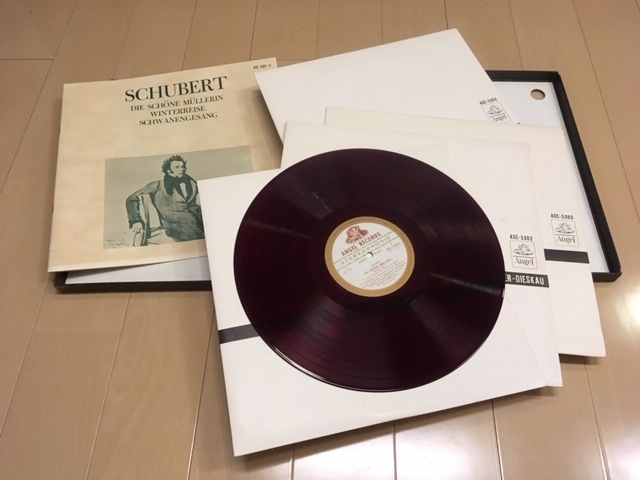 SCHUBERT
DIE SCHÖNE MÜLLERIN
WINTERREISE
SCHWANENGESANG
ASC-5304
Angel
ASC-5303
Angel
ASC-5302
Angel
ER-DIESKAU
ANGEL RECORDS
STEREOPHONIC